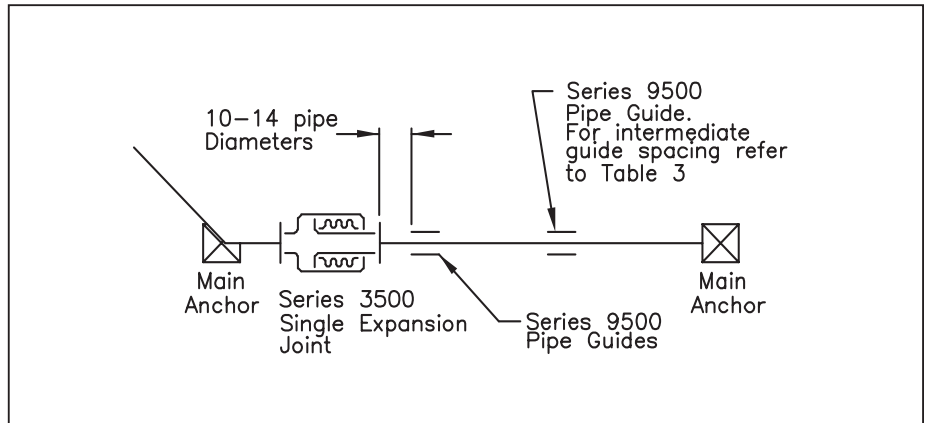 10-14 pipe
Diameters
Series 9500
Pipe Guide.
For intermediate
guide spacing refer
to Table 3
Main
Anchor
Series 3500
Single Expansion
Joint
Series 9500
Pipe Guides
Main
Anchor